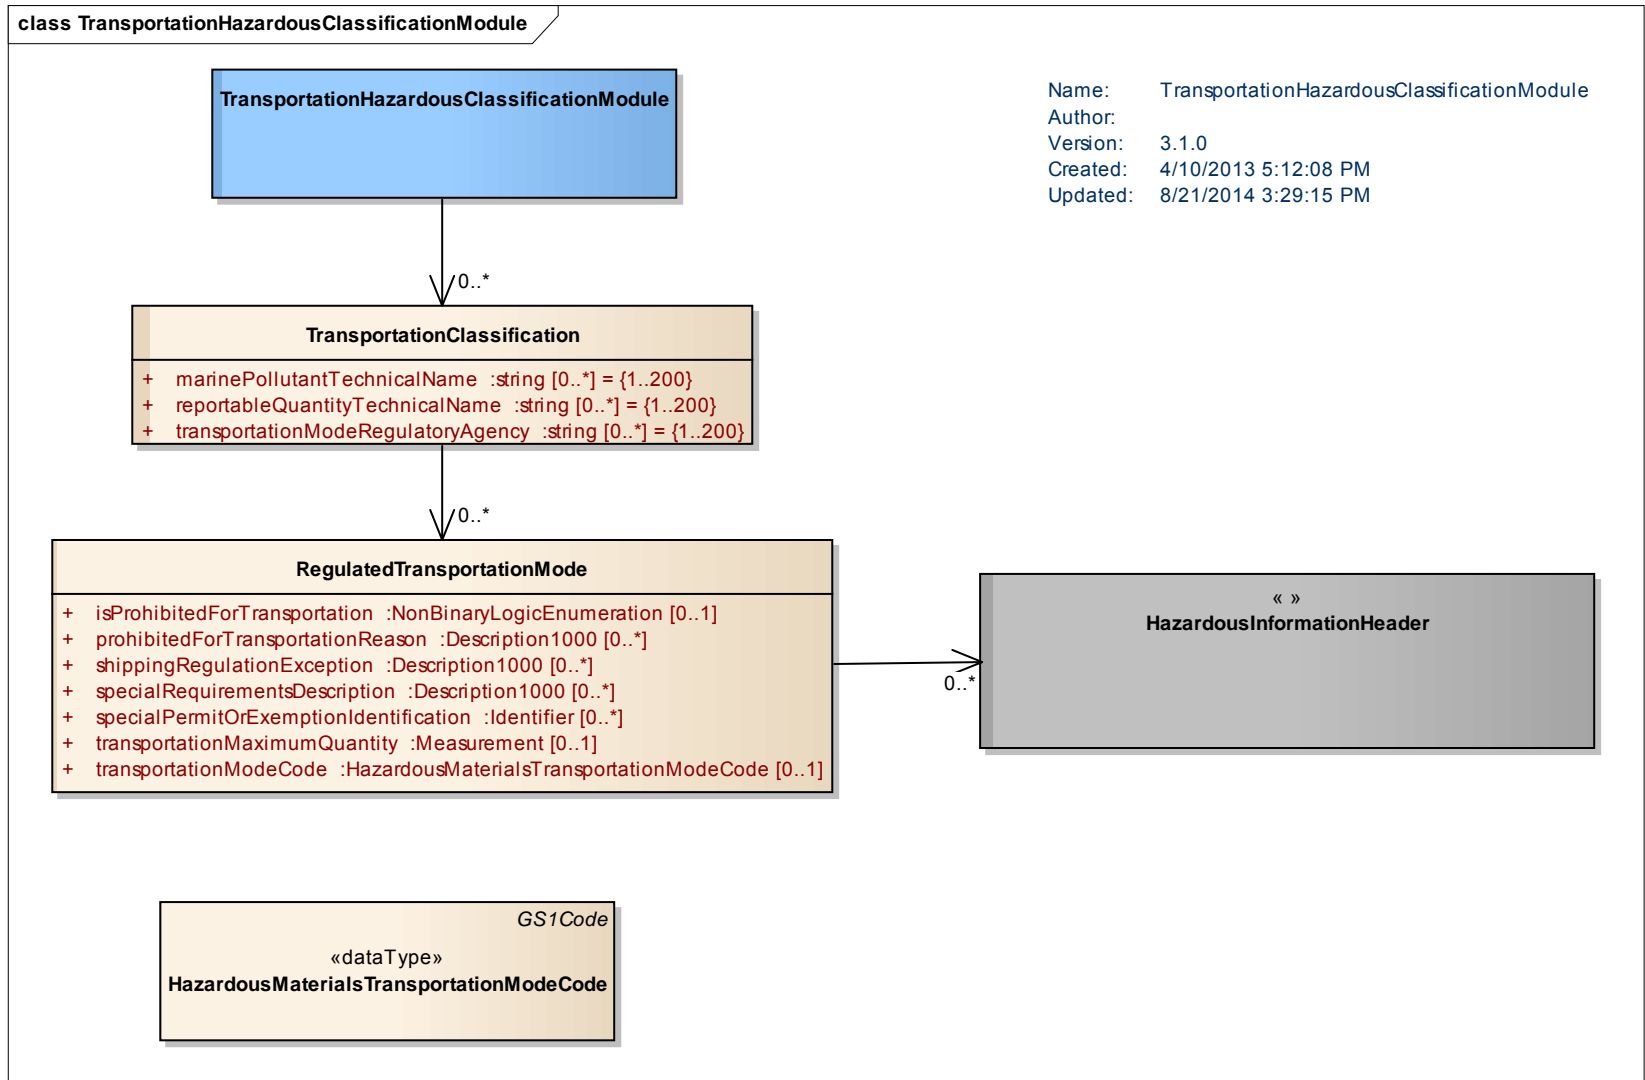 class TransportationHazardousClassificationModule
TransportationHazardousClassificationModule
Name: TransportationHazardousClassificationModule
Author:
Version: 3.1.0
Created: 4/10/2013 5:12:08 PM
Updated: 8/21/2014 3:29:15 PM
0..*
TransportationClassification
+ marinePollutantTechnicalName :string [0..*] = {1..200}
+ reportableQuantityTechnicalName :string [0..*] = {1..200}
+ transportationModeRegulatoryAgency :string [0..*] = {1..200}
0..*
RegulatedTransportationMode
+ isProhibitedForTransportation :NonBinaryLogicEnumeration [0..1]
+ prohibitedForTransportationReason :Description1000 [0..*]
+ shippingRegulationException :Description1000 [0..*]
+ specialRequirementsDescription :Description1000 [0..*]
+ specialPermitOrExemptionIdentification :Identifier [0..*]
+ transportationMaximumQuantity :Measurement [0..1]
+ transportationModeCode :HazardousMaterialsTransportationModeCode [0..1]
0..*
« »
HazardousInformationHeader
GS1Code
«dataType»
HazardousMaterialsTransportationModeCode